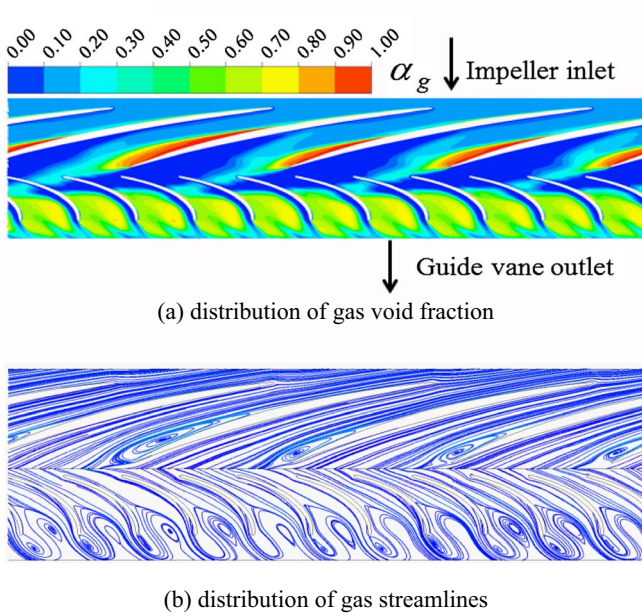 0.00 0.10 0.20 0.30 0.40 0.50 0.60 0.70 0.80 0.90 1.00
α_g
Impeller inlet
Guide vane outlet
(a) distribution of gas void fraction
(b) distribution of gas streamlines